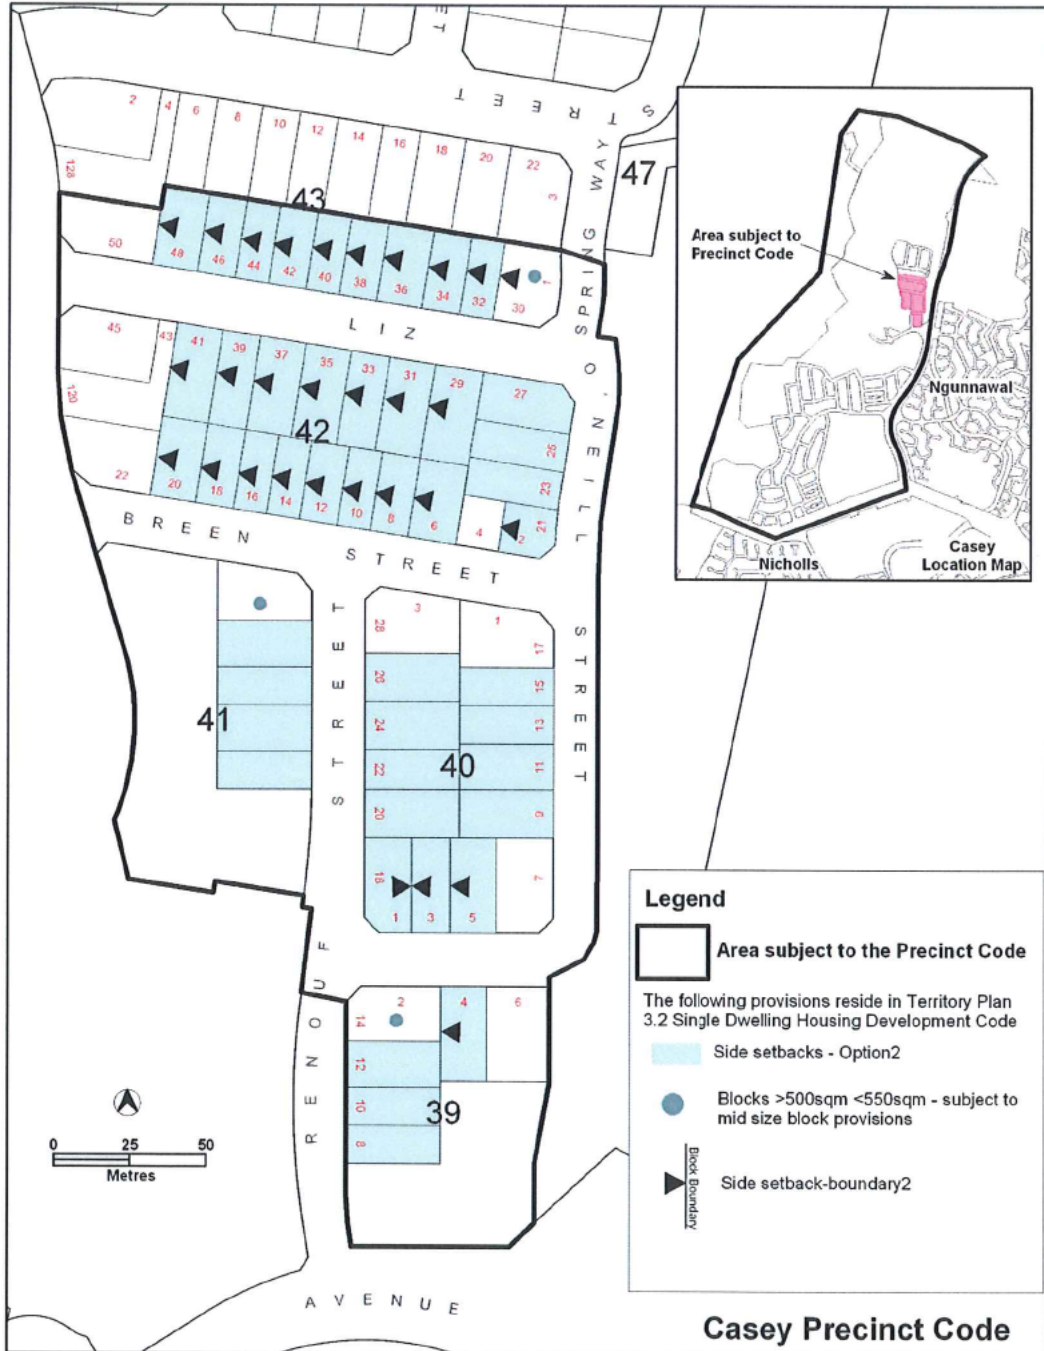 ET
STREET
2
4
6
8
10
12
14
16
18
20
22
3
128
43
47
SPRING WAY
50
48
46
44
42
40
38
36
34
32
30
1
LIZ
O'NEILL
STREET
45
43
41
39
37
35
33
31
29
27
25
23
21
120
42
22
20
18
16
14
12
10
8
6
4
2
BREEN STREET
3
1
28
17
26
15
24
13
22
11
20
9
41
40
18
1
3
5
7
RENOUF STREET
2
4
6
14
12
10
8
39
0 25 50
Metres
AVENUE
Area subject to
Precinct Code
Ngunnawal
Nicholls
Casey
Location Map
Legend
Area subject to the Precinct Code
The following provisions reside in Territory Plan
3.2 Single Dwelling Housing Development Code
Side setbacks - Option2
Blocks >500sqm <550sqm - subject to
mid size block provisions
Block Boundary
Side setback-boundary2
Casey Precinct Code